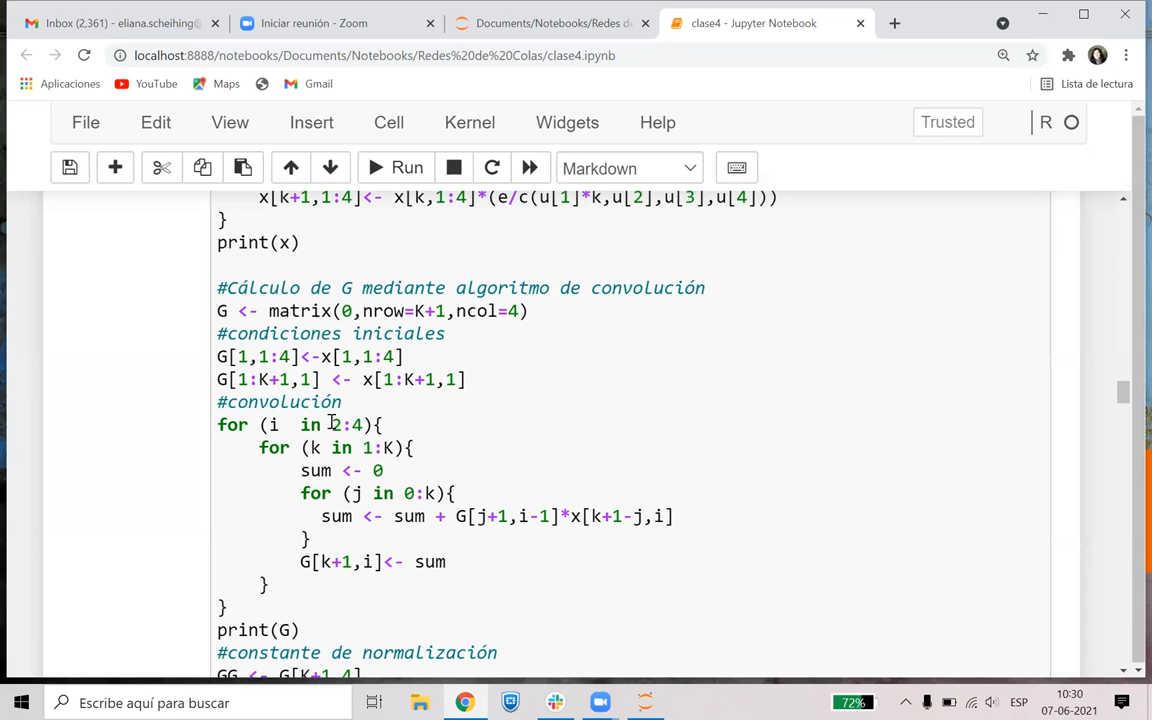 Inbox (2,361) - eliana.scheihing@
Iniciar reunión - Zoom
Documents/Notebooks/Redes de
clase4 - Jupyter Notebook
localhost:8888/notebooks/Documents/Notebooks/Redes%20de%20Colas/clase4.ipynb
Aplicaciones YouTube Maps Gmail Lista de lectura
File Edit View Insert Cell Kernel Widgets Help Trusted R
Run Markdown
x[k+1,1:4]<- x[k,1:4]*(e/c(u[1]*k,u[2],u[3],u[4]))
}
print(x)
#Cálculo de G mediante algoritmo de convolución
G <- matrix(0,nrow=K+1,ncol=4)
#condiciones iniciales
G[1,1:4]<-x[1,1:4]
G[1:K+1,1] <- x[1:K+1,1]
#convolución
for (i  in 2:4){
for (k in 1:K){
sum <- 0
for (j in 0:k){
sum <- sum + G[j+1,i-1]*x[k+1-j,i]
}
G[k+1,i]<- sum
}
}
print(G)
#constante de normalización
GG <- G[K+1,4]
Escribe aquí para buscar
72%
ESP
10:30
07-06-2021